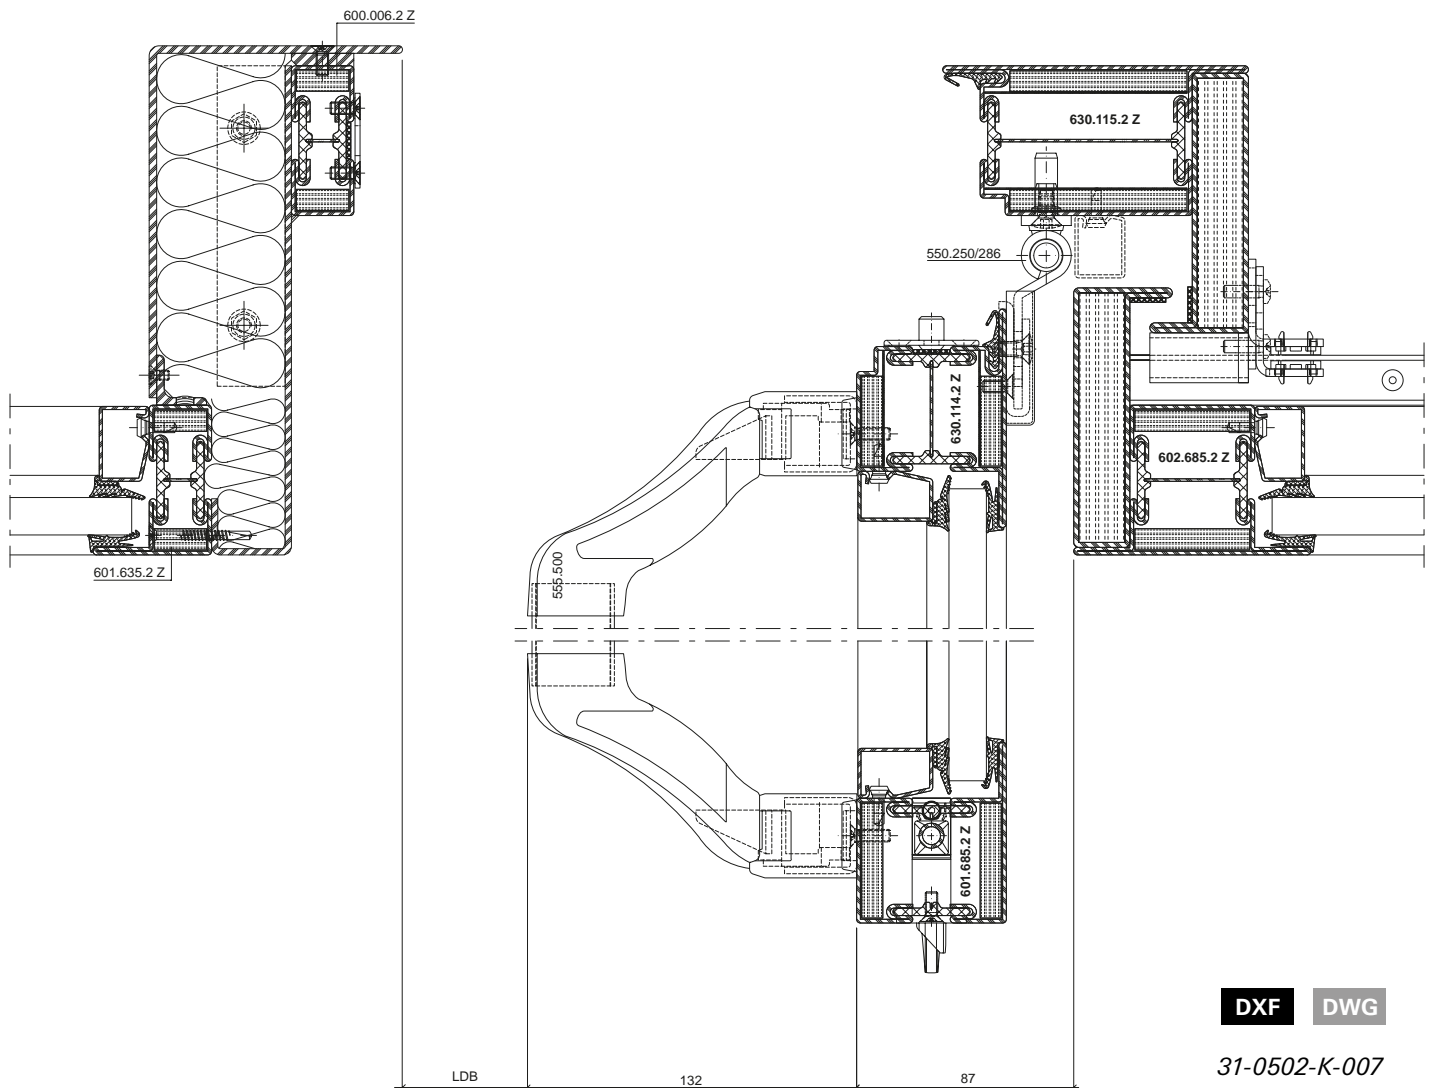 600.006.2 Z
630.115.2 Z
550.250/286
630.114.2 Z
602.685.2 Z
601.635.2 Z
555.500
601.685.2 Z
DXF DWG
31-0502-K-007
LDB 132 87